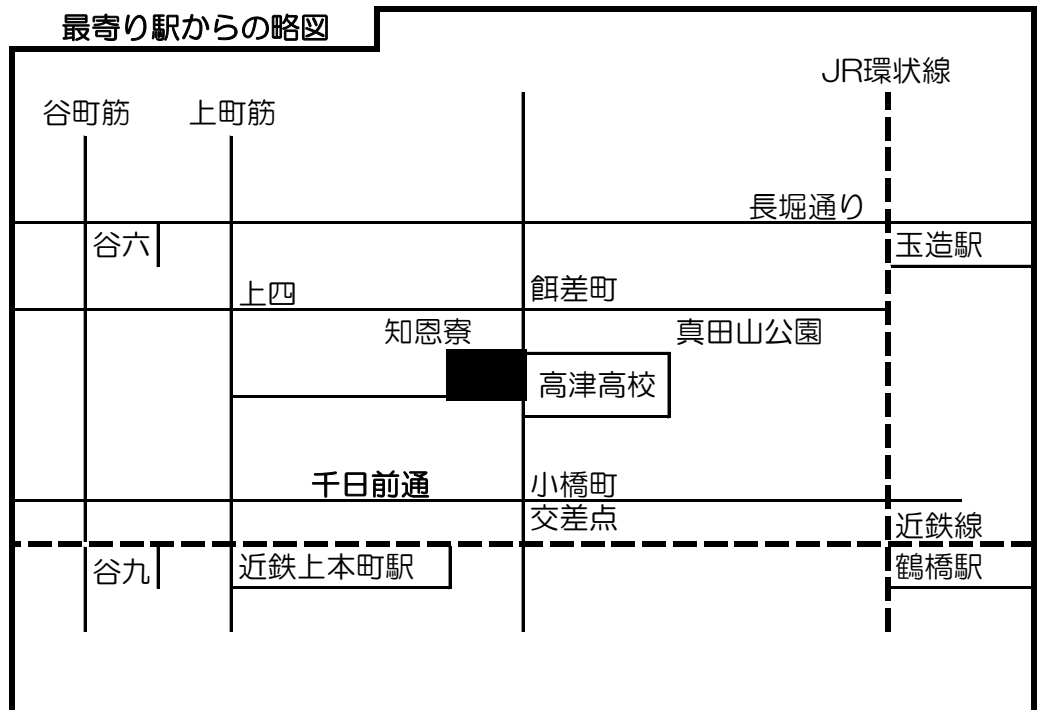 最寄り駅からの略図
JR環状線
谷町筋
上町筋
長堀通り
谷六
玉造駅
上四
餌差町
知恩寮
真田山公園
高津高校
千日前通
小橋町
交差点
近鉄線
谷九
近鉄上本町駅
鶴橋駅